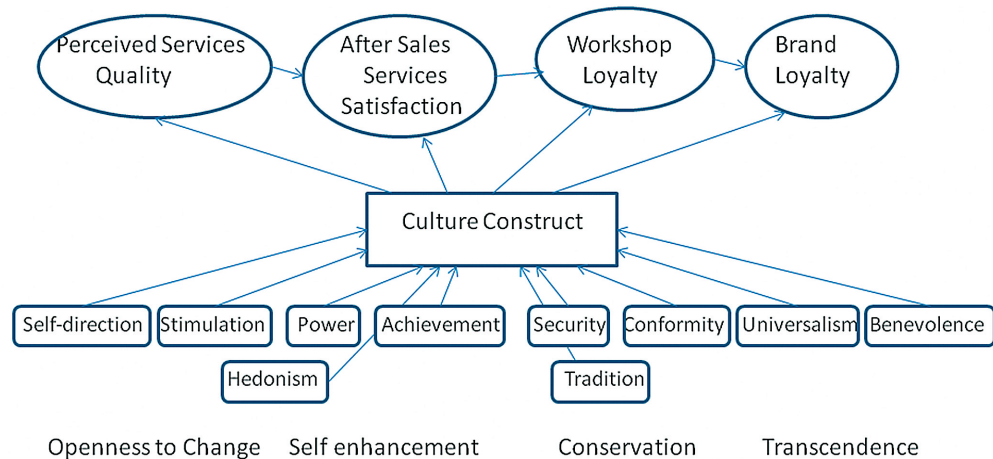 Perceived Services
Quality
After Sales
Services
Satisfaction
Workshop
Loyalty
Brand
Loyalty
Culture Construct
Self-direction
Stimulation
Power
Achievement
Security
Conformity
Universalism
Benevolence
Hedonism
Tradition
Openness to Change
Self enhancement
Conservation
Transcendence